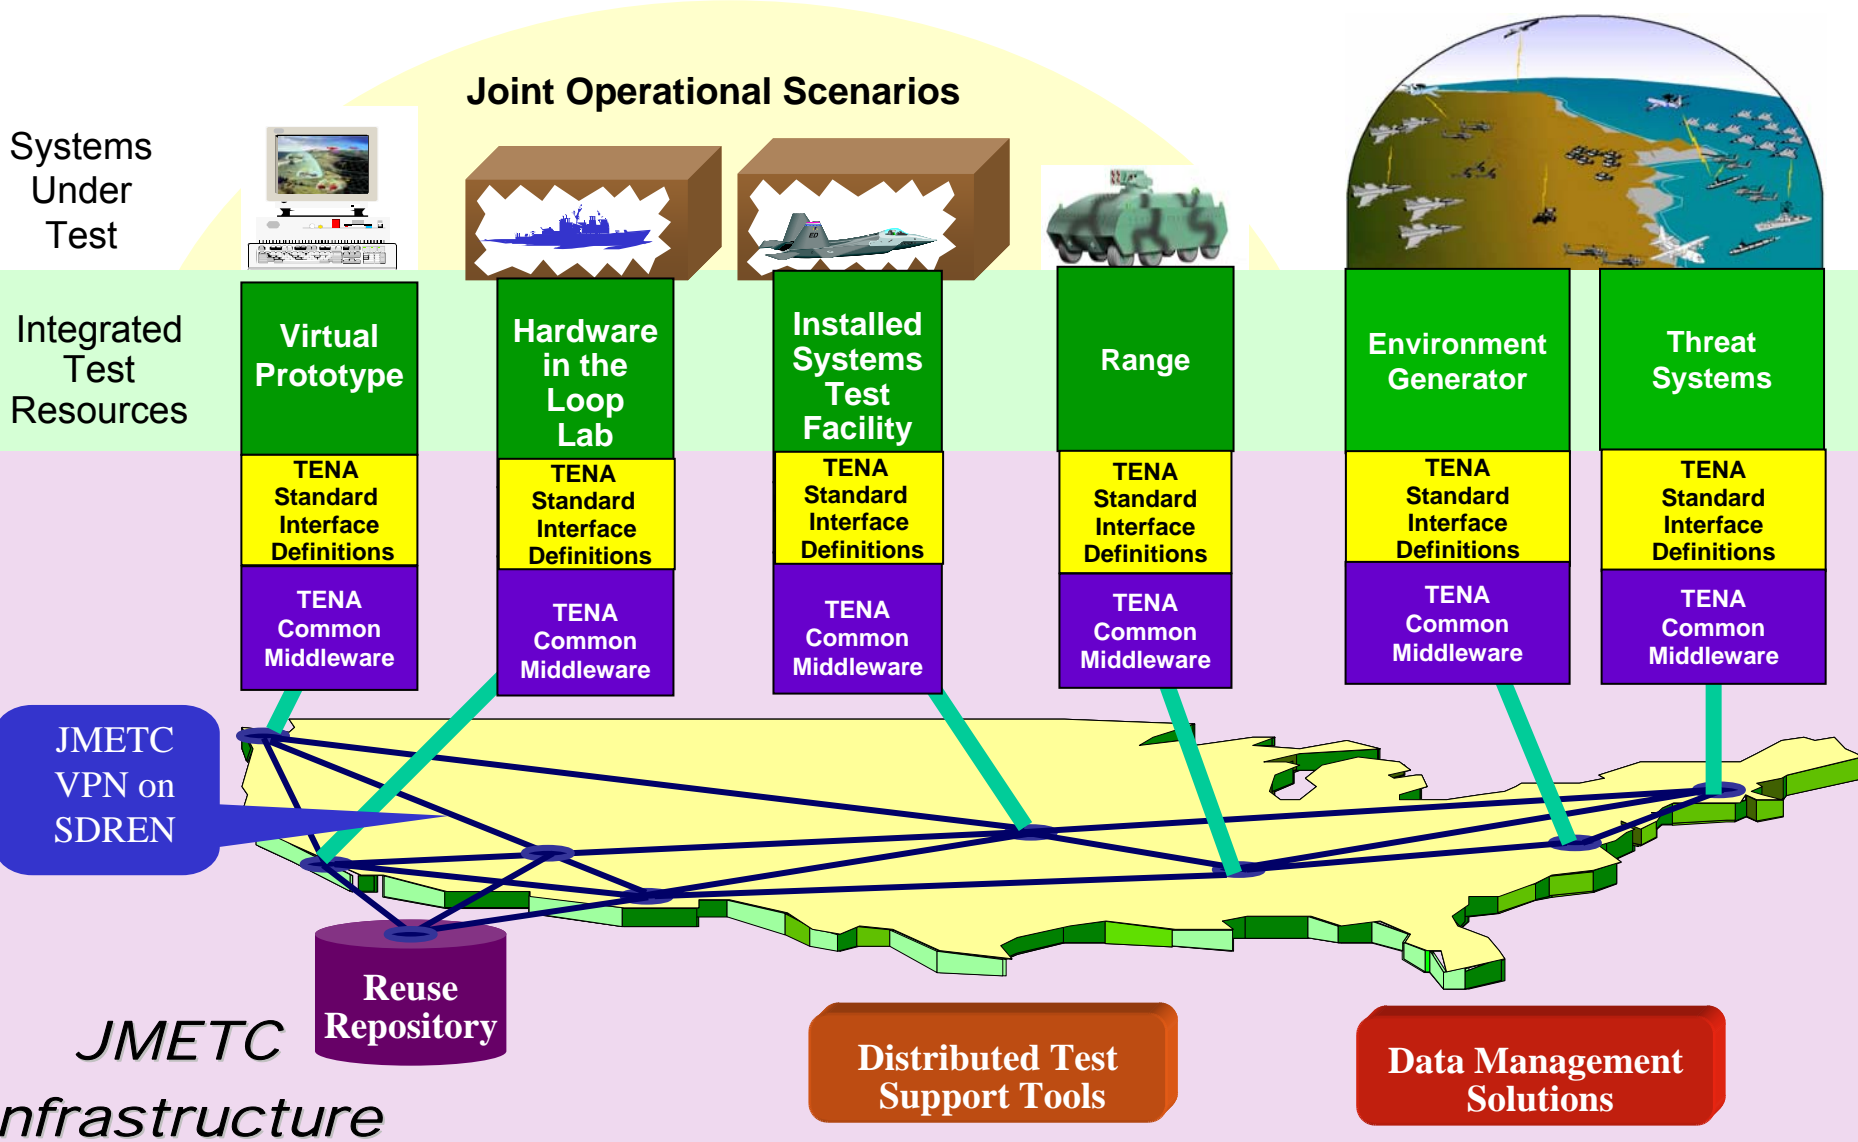 Joint Operational Scenarios
Systems
Under
Test
Integrated
Test
Resources
Virtual
Prototype
Hardware
in the
Loop
Lab
Installed
Systems
Test
Facility
Range
Environment
Generator
Threat
Systems
TENA
Standard
Interface
Definitions
TENA
Standard
Interface
Definitions
TENA
Standard
Interface
Definitions
TENA
Standard
Interface
Definitions
TENA
Standard
Interface
Definitions
TENA
Standard
Interface
Definitions
TENA
Common
Middleware
TENA
Common
Middleware
TENA
Common
Middleware
TENA
Common
Middleware
TENA
Common
Middleware
TENA
Common
Middleware
JMETC
VPN on
SDREN
Reuse
Repository
JMETC
nfrastructure
Distributed Test
Support Tools
Data Management
Solutions